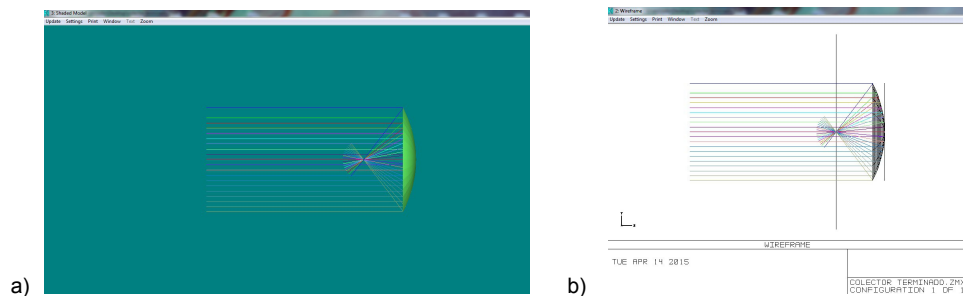 3: Shaded Model
Update Settings Print Window Text Zoom
2: Wireframe
Update Settings Print Window Text Zoom
WIREFRAME
TUE APR 14 2015
COLECTOR TERMINADO.ZMX
CONFIGURATION 1 OF 1
a)
b)